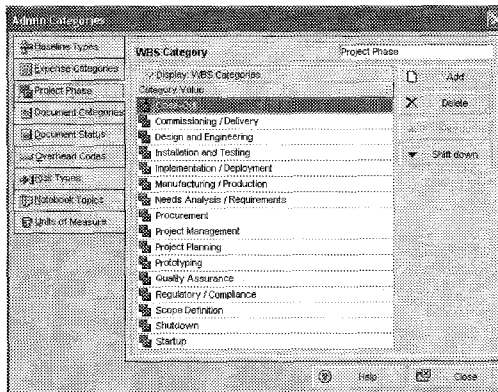 Admin Categories
Baseline Types
Expense Categories
Project Phase
Document Categories
Document Status
Overhead Codes
Risk Types
Notebook Topics
Units of Measure
WBS Category
Project Phase
Display: WBS Categories
Category Value
Commissioning / Delivery
Design and Engineering
Installation and Testing
Implementation / Deployment
Manufacturing / Production
Needs Analysis / Requirements
Procurement
Project Management
Project Planning
Prototyping
Quality Assurance
Regulatory / Compliance
Scope Definition
Shutdown
Startup
Add
Delete
Shift down
Help
Close